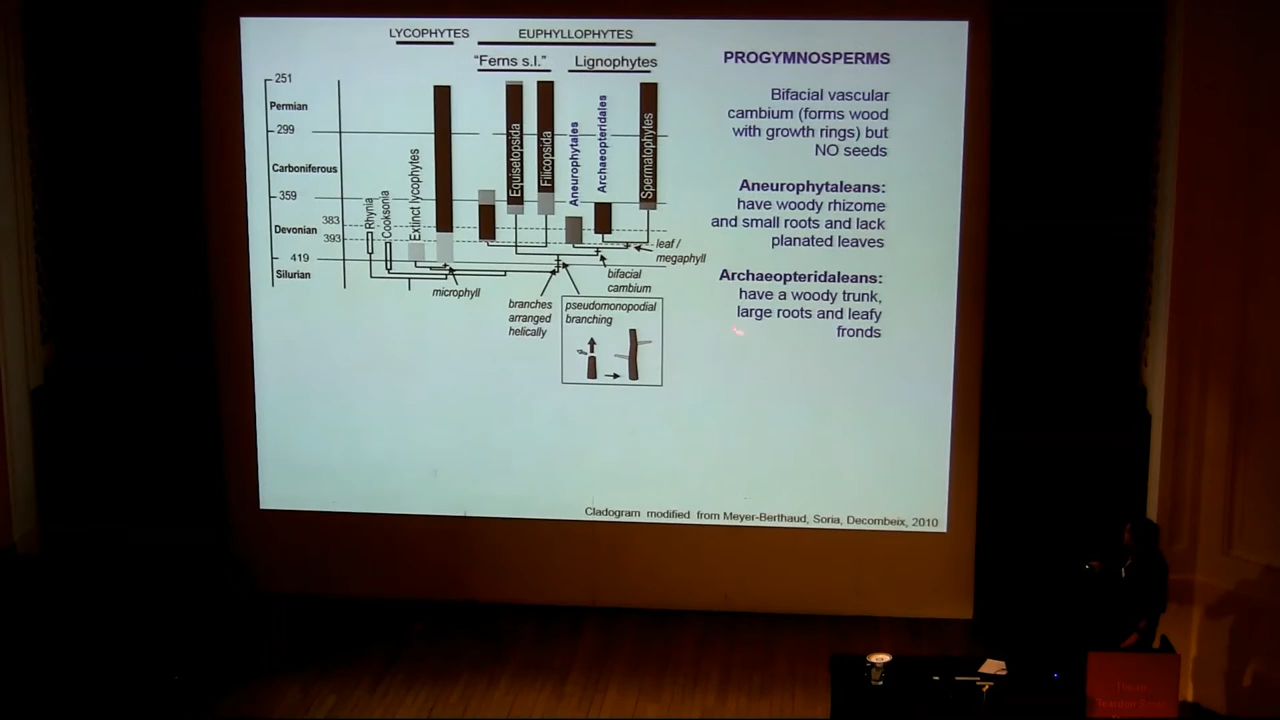 LYCOPHYTES
EUPHYLLOPHYTES
"Ferns s.l."
Lignophytes
251
Permian
299
Carboniferous
359
383
Devonian
393
419
Silurian
Rhynia
Cooksonia
Extinct lycophytes
Equisetopsida
Filicopsida
Aneurophytales
Archaeopteridales
Spermatophytes
leaf /
megaphyll
bifacial
cambium
microphyll
branches
arranged
helically
pseudomonopodial
branching
PROGYMNOSPERMS
Bifacial vascular
cambium (forms wood
with growth rings) but
NO seeds
Aneurophytaleans:
have woody rhizome
and small roots and lack
planated leaves
Archaeopteridaleans:
have a woody trunk,
large roots and leafy
fronds
Cladogram modified from Meyer-Berthaud, Soria, Decombeix, 2010